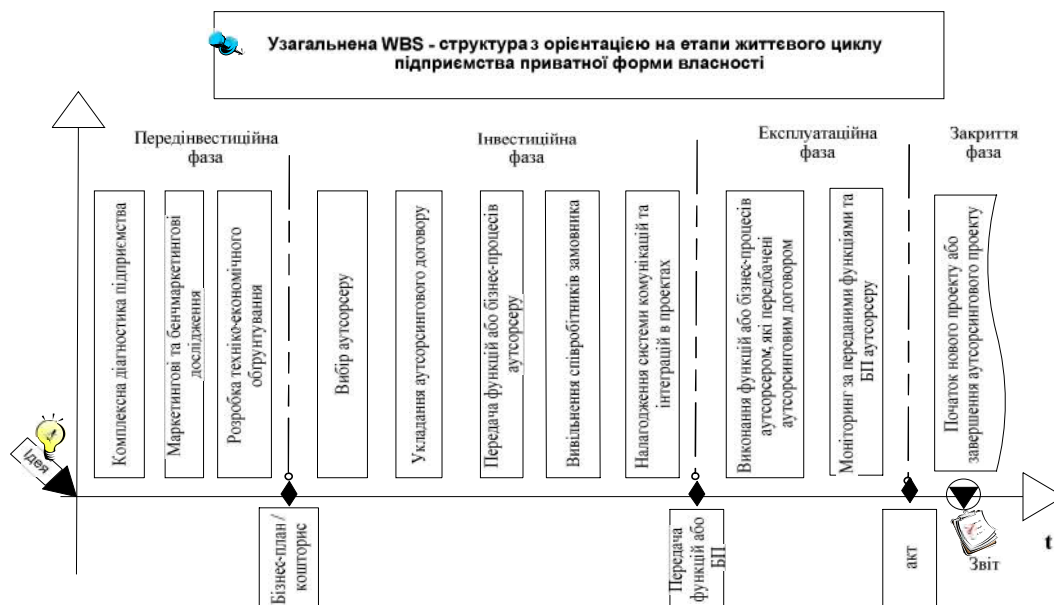 Узагальнена WBS - структура з орієнтацією на етапи життєвого циклу
підприємства приватної форми власності
Передінвестиційна
фаза
Інвестиційна
фаза
Експлуатаційна
фаза
Закриття
фаза
Комплексна діагностика підприємства
Маркетингові та бенчмаркетингові
дослідження
Розробка техніко-економічного
обґрунтування
Вибір аутсорсеру
Укладання аутсорсингового договору
Передача функцій або бізнес-процесів
аутсорсеру
Вивільнення співробітників замовника
Налагодження системи комунікацій та
інтеграцій в проектах
Виконання функцій або бізнес-процесів
аутсорсером, які передбачені
аутсорсинговим договором
Моніторинг за переданими функціями та
БП аутсорсеру
Початок нового проекту або
завершення аутсорсингового проекту
Ідея
Бізнес-план /
кошторис
Передача
функцій або
БП
акт
Звіт
t